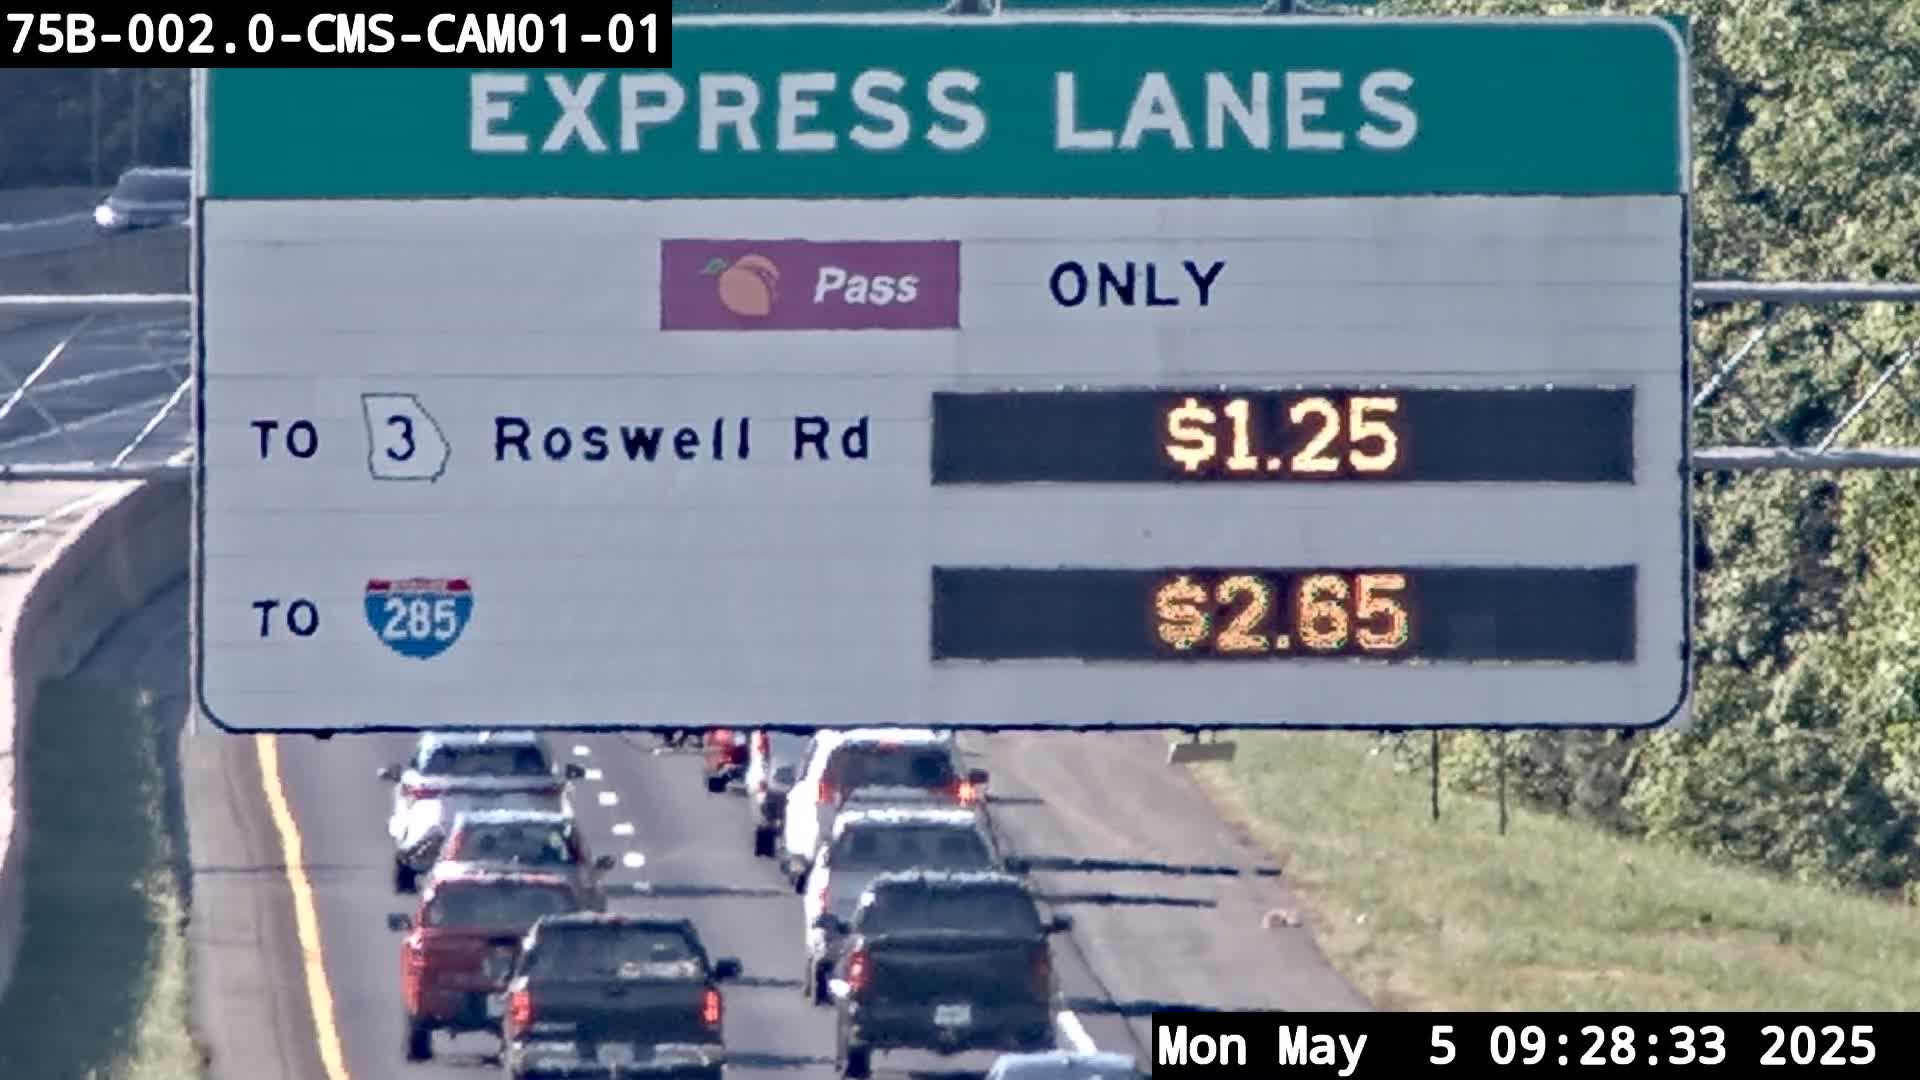 75B-002.0-CMS-CAM01-01
EXPRESS LANES
Pass ONLY
TO 3 Roswell Rd $1.25
TO 285 $2.65
Mon May 5 09:28:33 2025